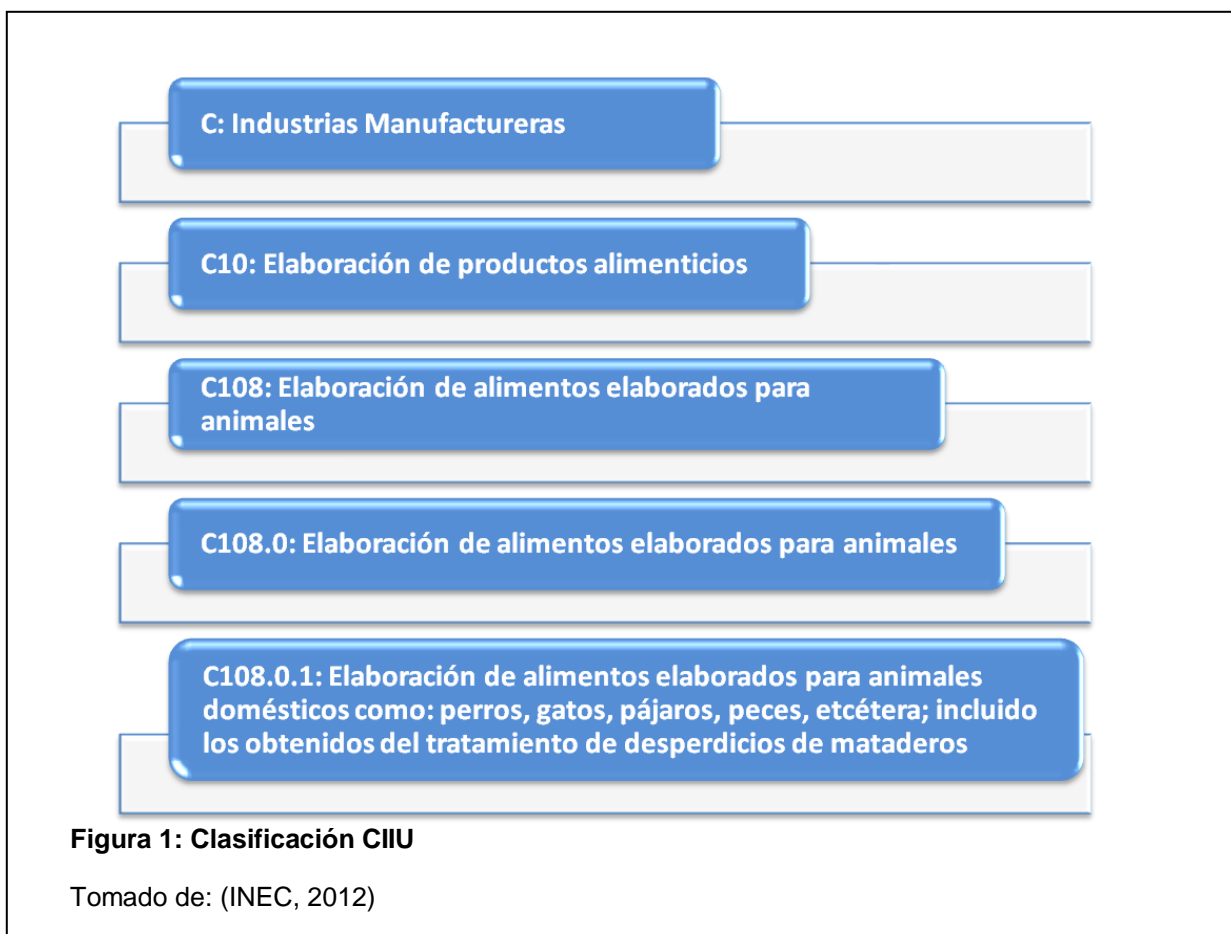 C: Industrias Manufactureras
C10: Elaboración de productos alimenticios
C108: Elaboración de alimentos elaborados para
animales
C108.0: Elaboración de alimentos elaborados para animales
C108.0.1: Elaboración de alimentos elaborados para animales
domésticos como: perros, gatos, pájaros, peces, etcétera; incluido
los obtenidos del tratamiento de desperdicios de mataderos
Figura 1: Clasificación CIIU
Tomado de: (INEC, 2012)